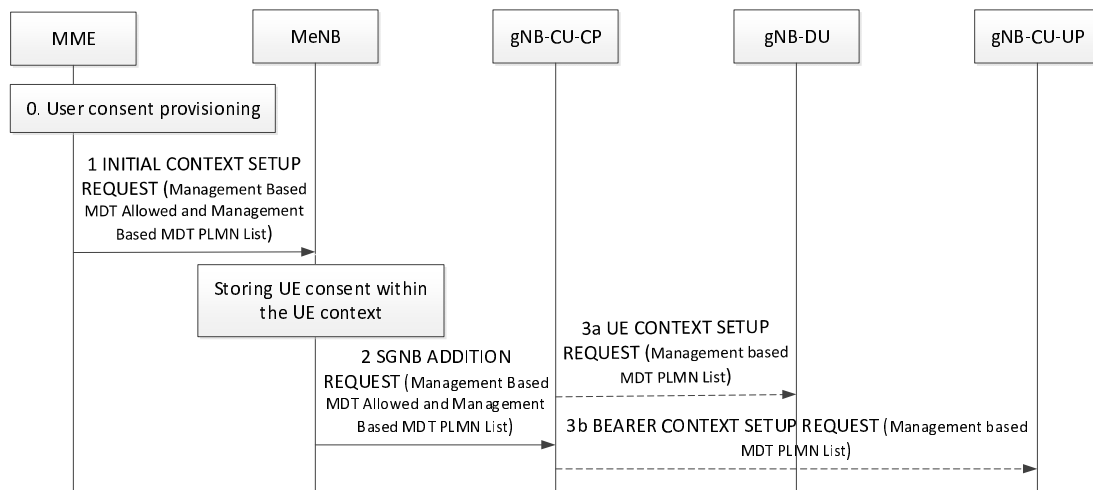 MME
MeNB
gNB-CU-CP
gNB-DU
gNB-CU-UP
0. User consent provisioning
1 INITIAL CONTEXT SETUP
REQUEST (Management Based
MDT Allowed and Management
Based MDT PLMN List)
Storing UE consent within
the UE context
2 SGNB ADDITION
REQUEST (Management Based
MDT Allowed and Management
Based MDT PLMN List)
3a UE CONTEXT SETUP
REQUEST (Management based
MDT PLMN List)
3b BEARER CONTEXT SETUP REQUEST (Management based
MDT PLMN List)